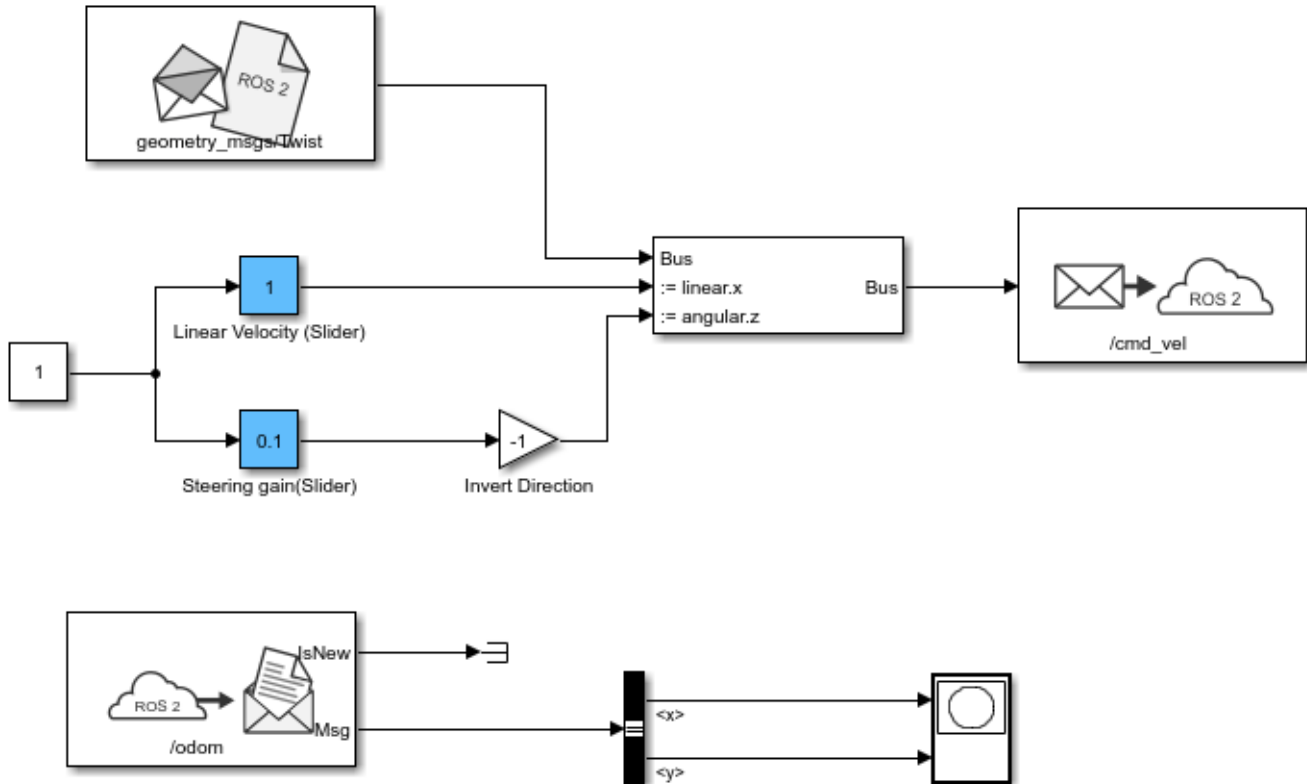 ROS 2
geometry_msgs/Twist
1
Linear Velocity (Slider)
Bus
:= linear.x
:= angular.z
Bus
ROS 2
/cmd_vel
1
0.1
Steering gain(Slider)
-1
Invert Direction
IsNew
ROS 2
Msg
/odom
<x>
<y>